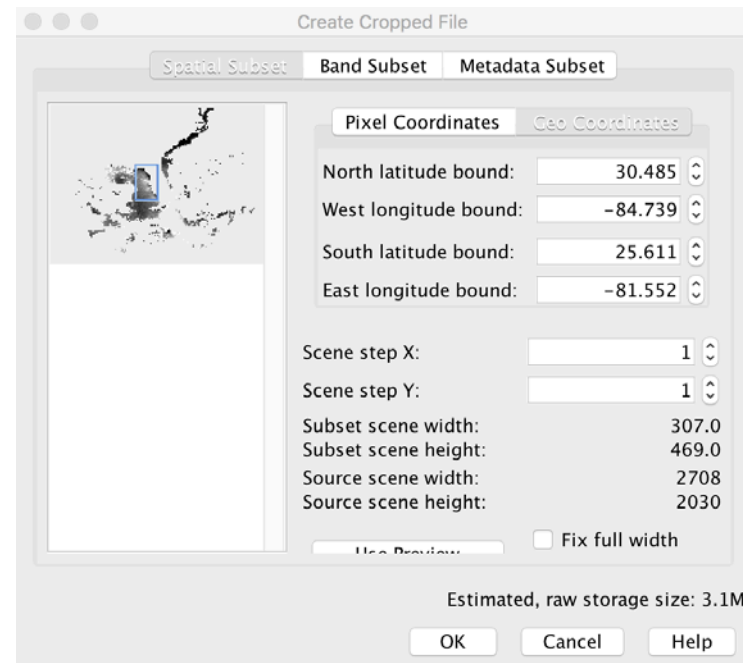 Create Cropped File
Spatial Subset Band Subset Metadata Subset
Pixel Coordinates Geo Coordinates
North latitude bound: 30.485
West longitude bound: -84.739
South latitude bound: 25.611
East longitude bound: -81.552
Scene step X: 1
Scene step Y: 1
Subset scene width: 307.0
Subset scene height: 469.0
Source scene width: 2708
Source scene height: 2030
Use Preview Fix full width
Estimated, raw storage size: 3.1M
OK Cancel Help